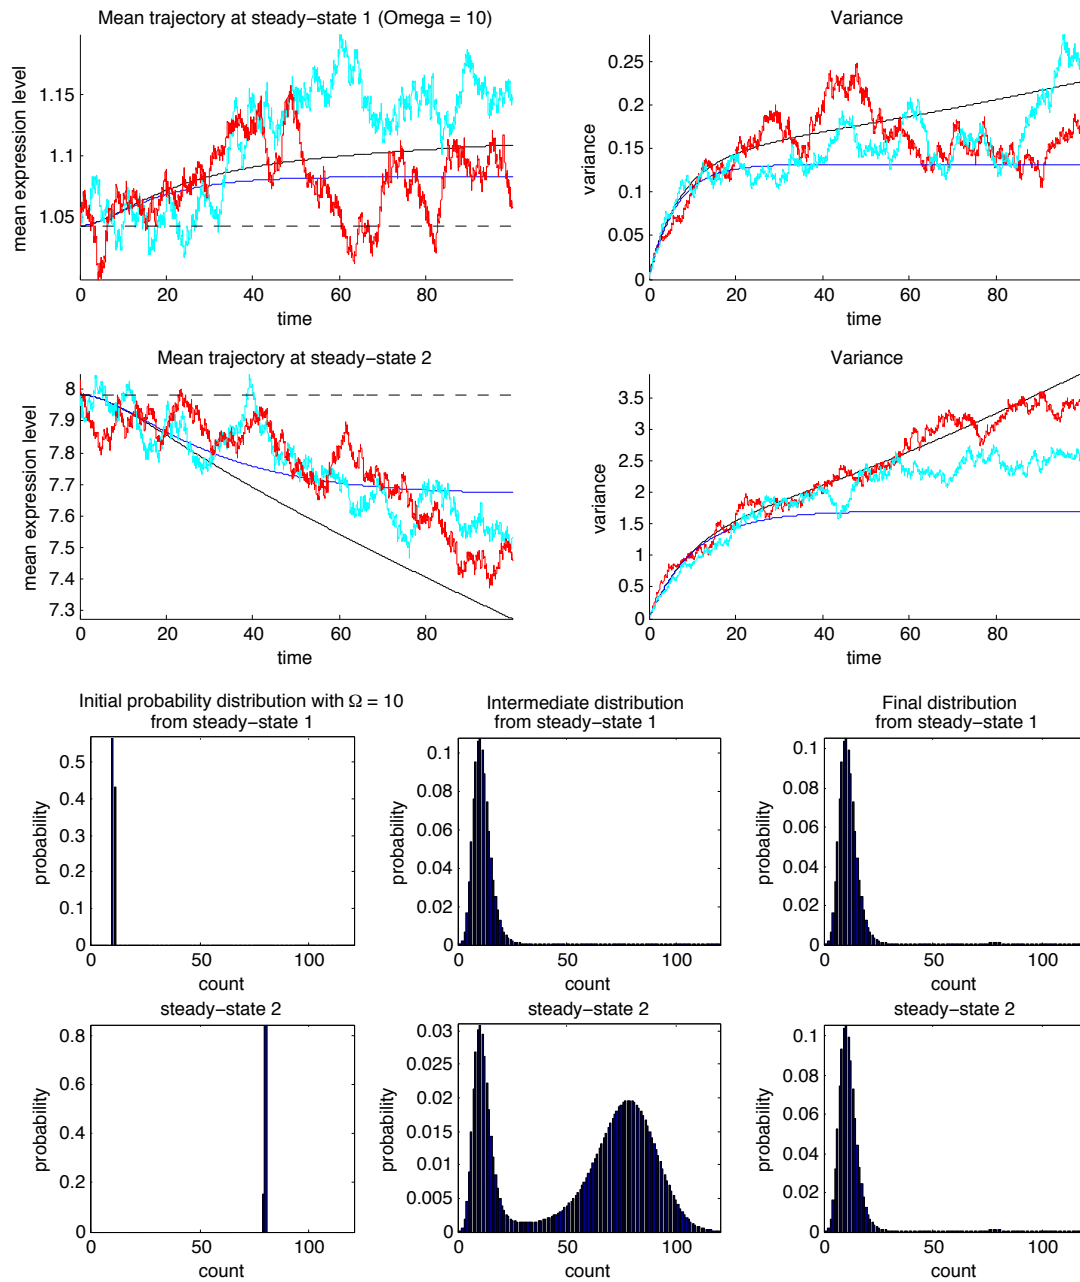 Mean trajectory at steady−state 1 (Omega = 10)
mean expression level
1.15
1.1
1.05
0 20 40 60 80
time
Variance
variance
0.25
0.2
0.15
0.1
0.05
0
0 20 40 60 80
time
Mean trajectory at steady−state 2
mean expression level
8
7.9
7.8
7.7
7.6
7.5
7.4
7.3
0 20 40 60 80
time
Variance
variance
3.5
3
2.5
2
1.5
1
0.5
0
0 20 40 60 80
time
Initial probability distribution with Ω = 10
from steady−state 1
probability
0.5
0.4
0.3
0.2
0.1
0
0 50 100
count
Intermediate distribution
from steady−state 1
probability
0.1
0.08
0.06
0.04
0.02
0
0 50 100
count
Final distribution
from steady−state 1
probability
0.1
0.08
0.06
0.04
0.02
0
0 50 100
count
steady−state 2
probability
0.8
0.6
0.4
0.2
0
0 50 100
count
steady−state 2
probability
0.03
0.025
0.02
0.015
0.01
0.005
0
0 50 100
count
steady−state 2
probability
0.1
0.08
0.06
0.04
0.02
0
0 50 100
count